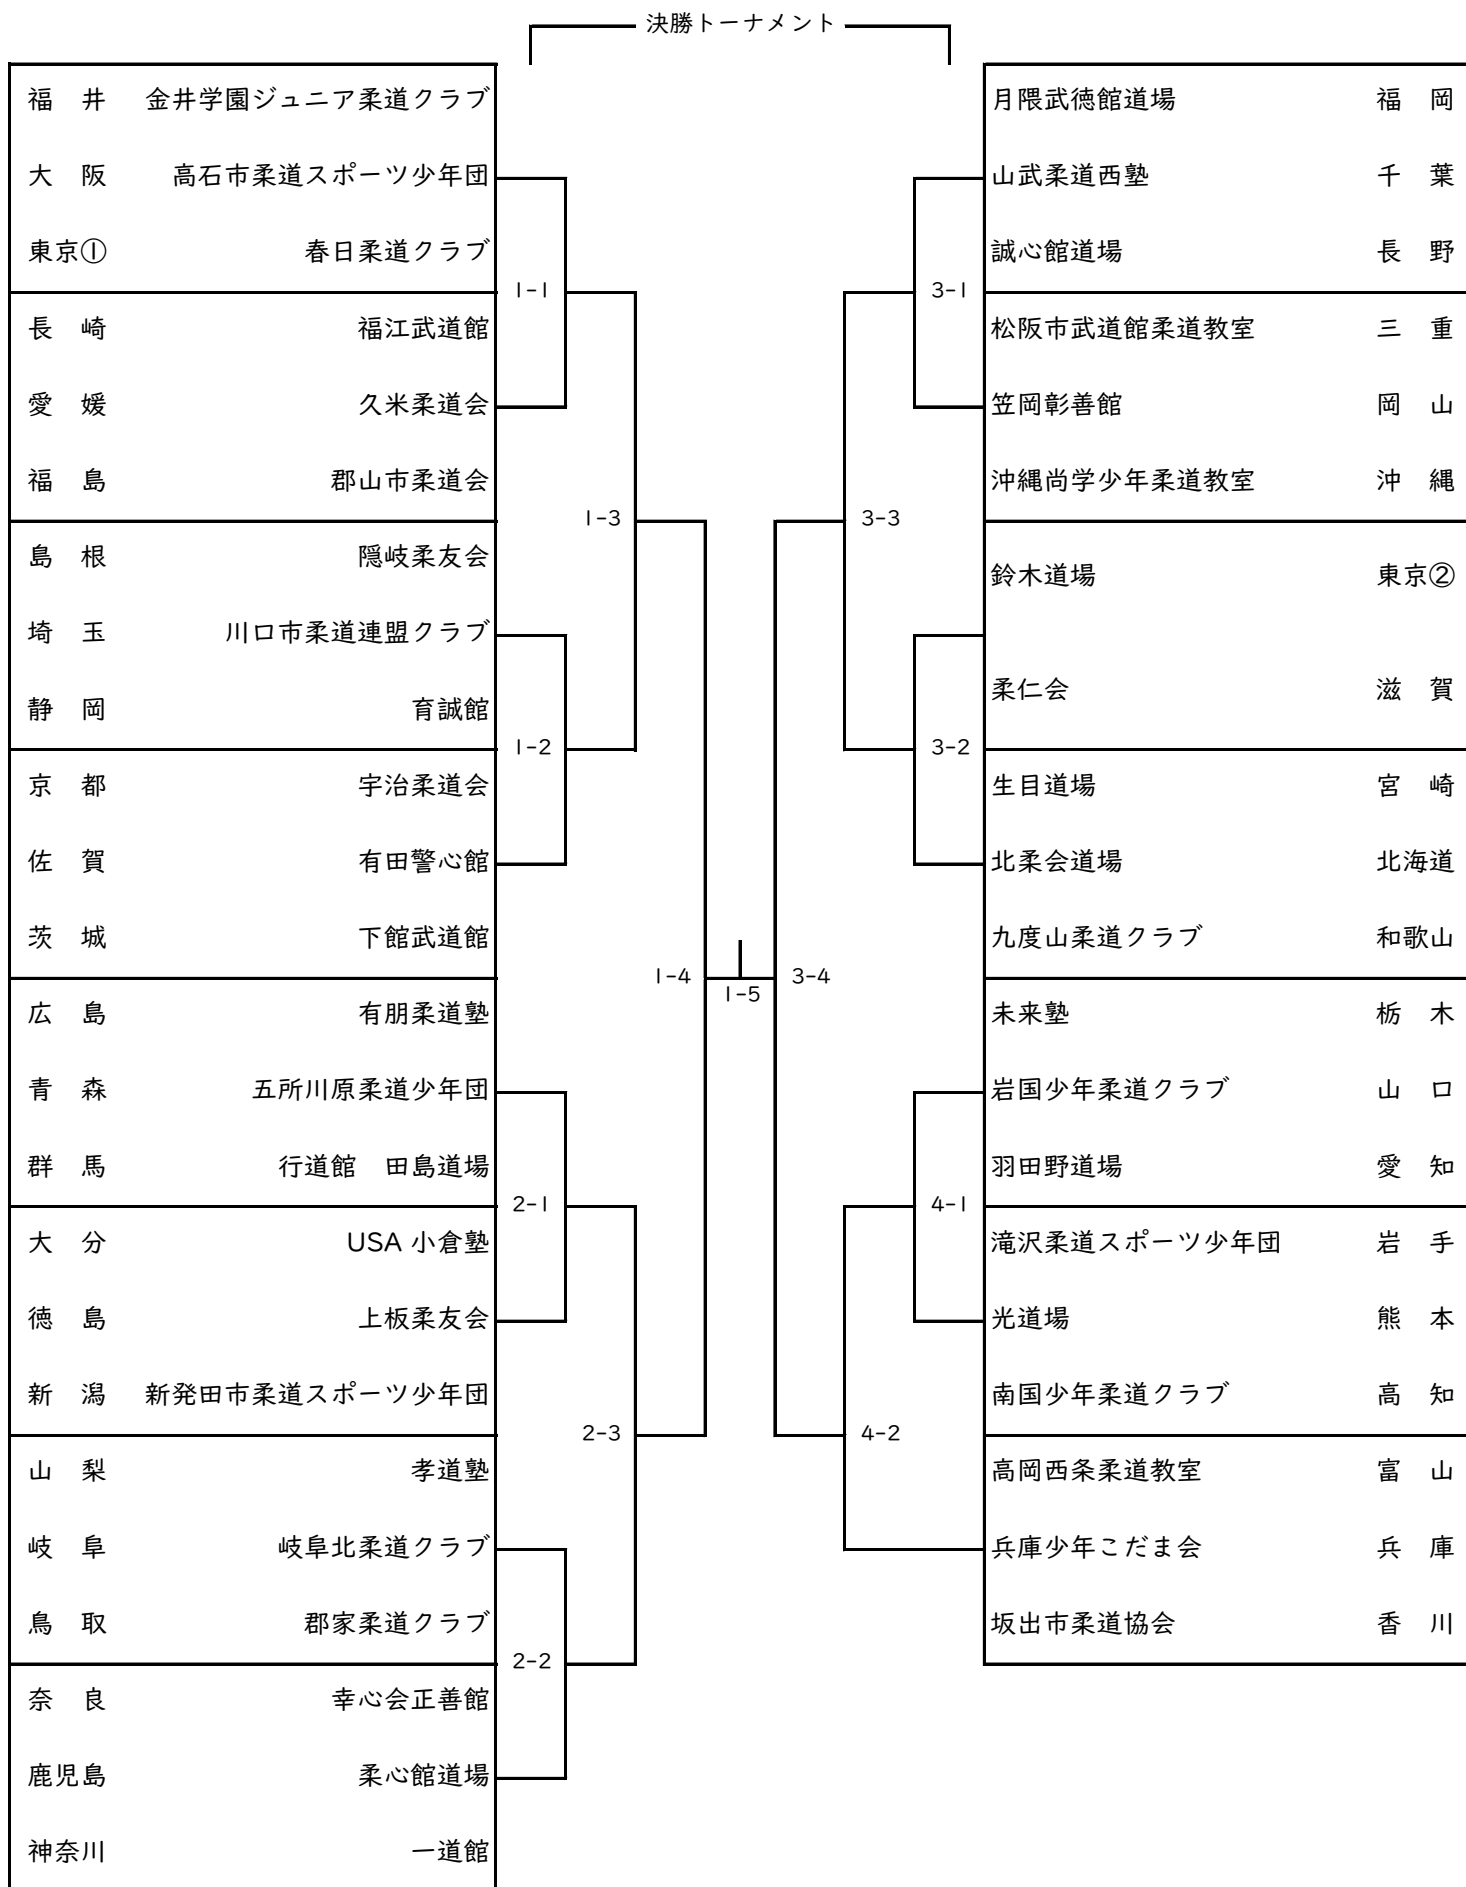 決勝トーナメント
福　井　金井学園ジュニア柔道クラブ
大　阪　高石市柔道スポーツ少年団
東京①　春日柔道クラブ
1-1
長　崎　福江武道館
愛　媛　久米柔道会
福　島　郡山市柔道会
1-3
島　根　隠岐柔友会
埼　玉　川口市柔道連盟クラブ
静　岡　育誠館
1-2
京　都　宇治柔道会
佐　賀　有田警心館
茨　城　下館武道館
1-4
広　島　有朋柔道塾
青　森　五所川原柔道少年団
群　馬　行道館　田島道場
2-1
大　分　USA 小倉塾
徳　島　上板柔友会
新　潟　新発田市柔道スポーツ少年団
2-3
山　梨　孝道塾
岐　阜　岐阜北柔道クラブ
鳥　取　郡家柔道クラブ
2-2
奈　良　幸心会正善館
鹿児島　柔心館道場
神奈川　一道館
1-5
月隈武徳館道場　福　岡
山武柔道西塾　千　葉
誠心館道場　長　野
3-1
松阪市武道館柔道教室　三　重
笠岡彰善館　岡　山
沖縄尚学少年柔道教室　沖　縄
3-3
鈴木道場　東京②
柔仁会　滋　賀
3-2
生目道場　宮　崎
北柔会道場　北海道
九度山柔道クラブ　和歌山
3-4
未来塾　栃　木
岩国少年柔道クラブ　山　口
羽田野道場　愛　知
4-1
滝沢柔道スポーツ少年団　岩　手
光道場　熊　本
南国少年柔道クラブ　高　知
4-2
高岡西条柔道教室　富　山
兵庫少年こだま会　兵　庫
坂出市柔道協会　香　川